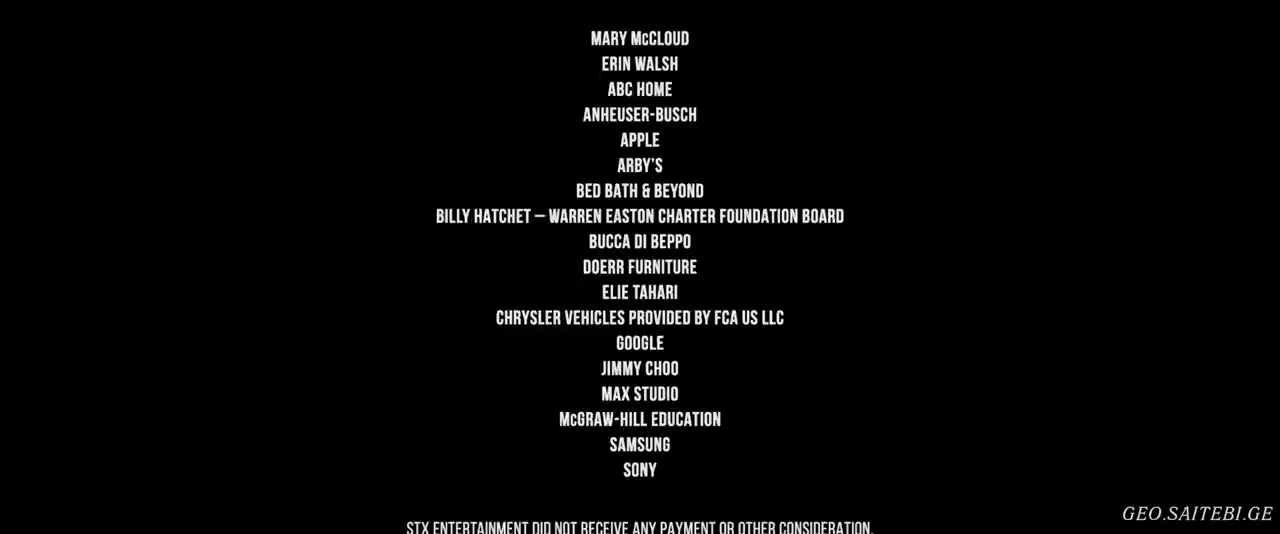 MARY McCLOUD
ERIN WALSH
ABC HOME
ANHEUSER-BUSCH
APPLE
ARBY'S
BED BATH & BEYOND
BILLY HATCHET – WARREN EASTON CHARTER FOUNDATION BOARD
BUCCA DI BEPPO
DOERR FURNITURE
ELIE TAHARI
CHRYSLER VEHICLES PROVIDED BY FCA US LLC
GOOGLE
JIMMY CHOO
MAX STUDIO
McGRAW-HILL EDUCATION
SAMSUNG
SONY
STX ENTERTAINMENT DID NOT RECEIVE ANY PAYMENT OR OTHER CONSIDERATION,
GEO.SAITEBI.GE